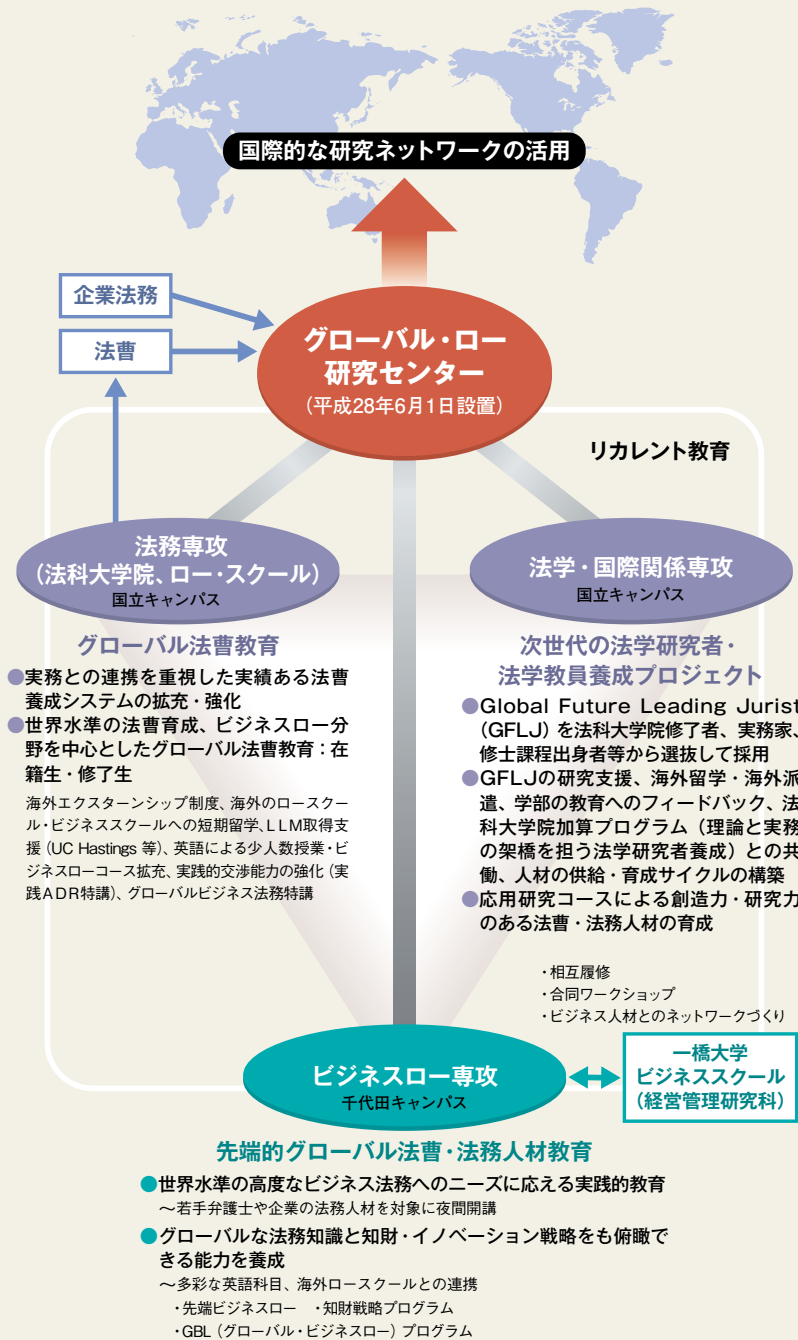 国際的な研究ネットワークの活用
企業法務
法曹
グローバル・ロー
研究センター
(平成28年6月1日設置)
リカレント教育
法務専攻
(法科大学院、ロー・スクール)
国立キャンパス
グローバル法曹教育
●実務との連携を重視した実績ある法曹
養成システムの拡充・強化
●世界水準の法曹育成、ビジネスロー分
野を中心としたグローバル法曹教育：在
籍生・修了生
海外エクスターンシップ制度、海外のロースクー
ル・ビジネススクールへの短期留学、LLM取得支
援(UC Hastings 等)、英語による少人数授業・ビ
ジネスローコース拡充、実践的交渉能力の強化(実
践ADR特講)、グローバルビジネス法務特講
法学・国際関係専攻
国立キャンパス
次世代の法学研究者・
法学教員養成プロジェクト
●Global Future Leading Jurist
(GFLJ)を法科大学院修了者、実務家、
修士課程出身者等から選抜して採用
●GFLJの研究支援、海外留学・海外派
遣、学部の教育へのフィードバック、法
科大学院加算プログラム(理論と実務
の架橋を担う法学研究者養成)との共
働、人材の供給・育成サイクルの構築
●応用研究コースによる創造力・研究力
のある法曹・法務人材の育成
・相互履修
・合同ワークショップ
・ビジネス人材とのネットワークづくり
ビジネスロー専攻
千代田キャンパス
一橋大学
ビジネススクール
(経営管理研究科)
先端的グローバル法曹・法務人材教育
●世界水準の高度なビジネス法務へのニーズに応える実践的教育
～若手弁護士や企業の法務人材を対象に夜間開講
●グローバルな法務知識と知財・イノベーション戦略をも俯瞰で
きる能力を養成
～多彩な英語科目、海外ロースクールとの連携
・先端ビジネスロー ・知財戦略プログラム
・GBL(グローバル・ビジネスロー)プログラム